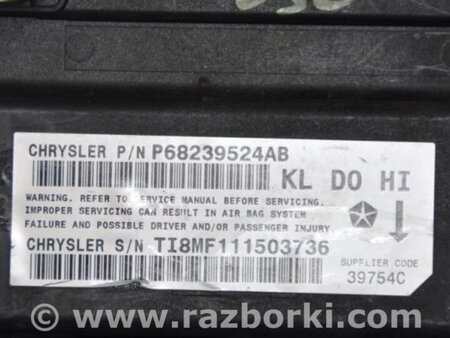 CHRYSLER P/N P68239524AB
KL DO HI
WARNING. REFER TO SERVICE MANUAL BEFORE SERVICING.
IMPROPER SERVICING CAN RESULT IN AIR BAG SYSTEM
FAILURE AND POSSIBLE DRIVER AND/OR PASSENGER INJURY
CHRYSLER S/N TI8MF111503736
SUPPLIER CODE
39754C
www.razborki.com